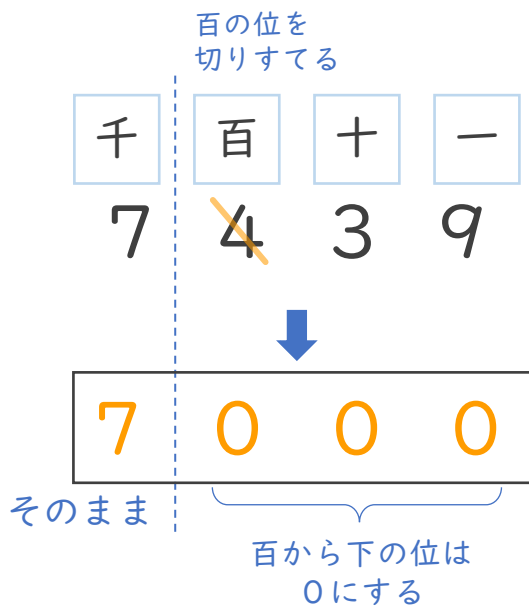 百の位を
切りすてる
千 百 十 一
7 4 3 9
7 0 0 0
そのまま
百から下の位は
0にする